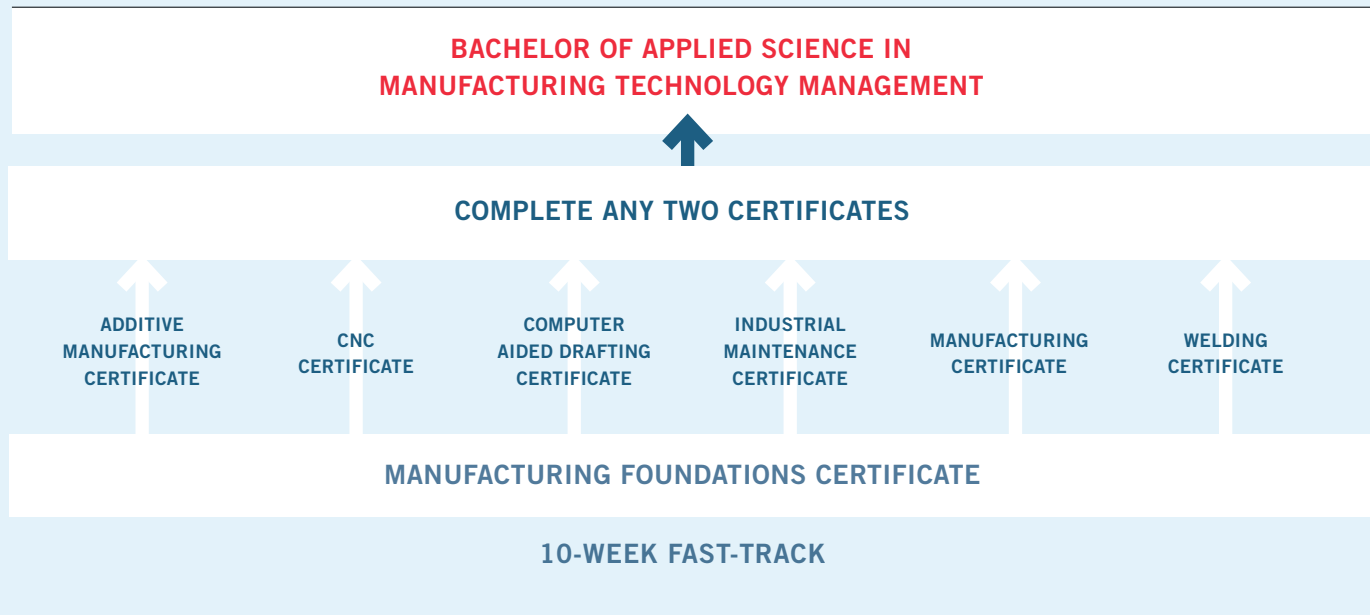 BACHELOR OF APPLIED SCIENCE IN
MANUFACTURING TECHNOLOGY MANAGEMENT
COMPLETE ANY TWO CERTIFICATES
ADDITIVE
MANUFACTURING
CERTIFICATE
CNC
CERTIFICATE
COMPUTER
AIDED DRAFTING
CERTIFICATE
INDUSTRIAL
MAINTENANCE
CERTIFICATE
MANUFACTURING
CERTIFICATE
WELDING
CERTIFICATE
MANUFACTURING FOUNDATIONS CERTIFICATE
10-WEEK FAST-TRACK